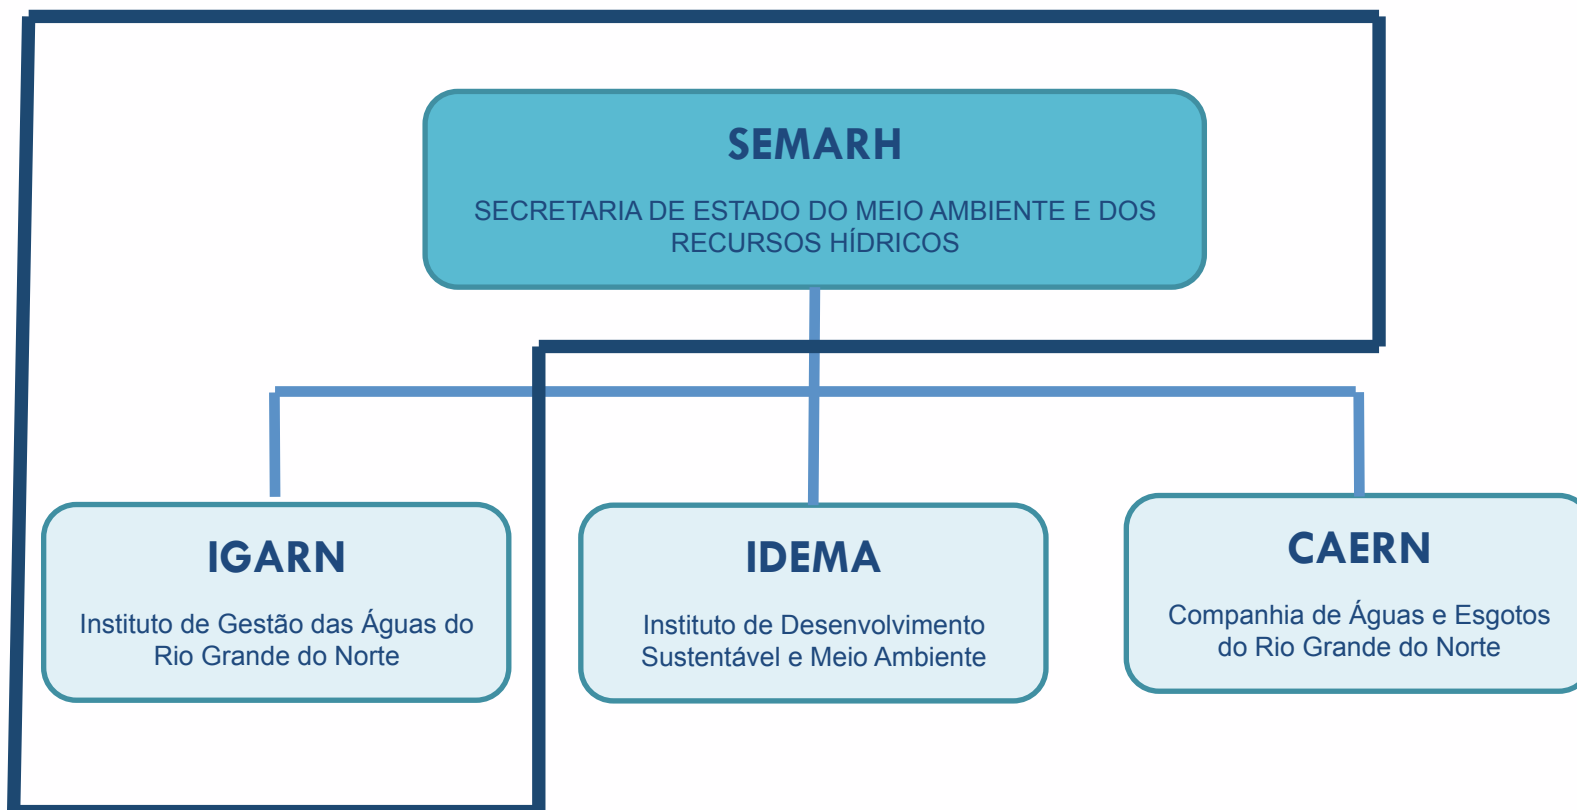 SEMARH
SECRETARIA DE ESTADO DO MEIO AMBIENTE E DOS
RECURSOS HÍDRICOS
IGARN
Instituto de Gestão das Águas do
Rio Grande do Norte
IDEMA
Instituto de Desenvolvimento
Sustentável e Meio Ambiente
CAERN
Companhia de Águas e Esgotos
do Rio Grande do Norte